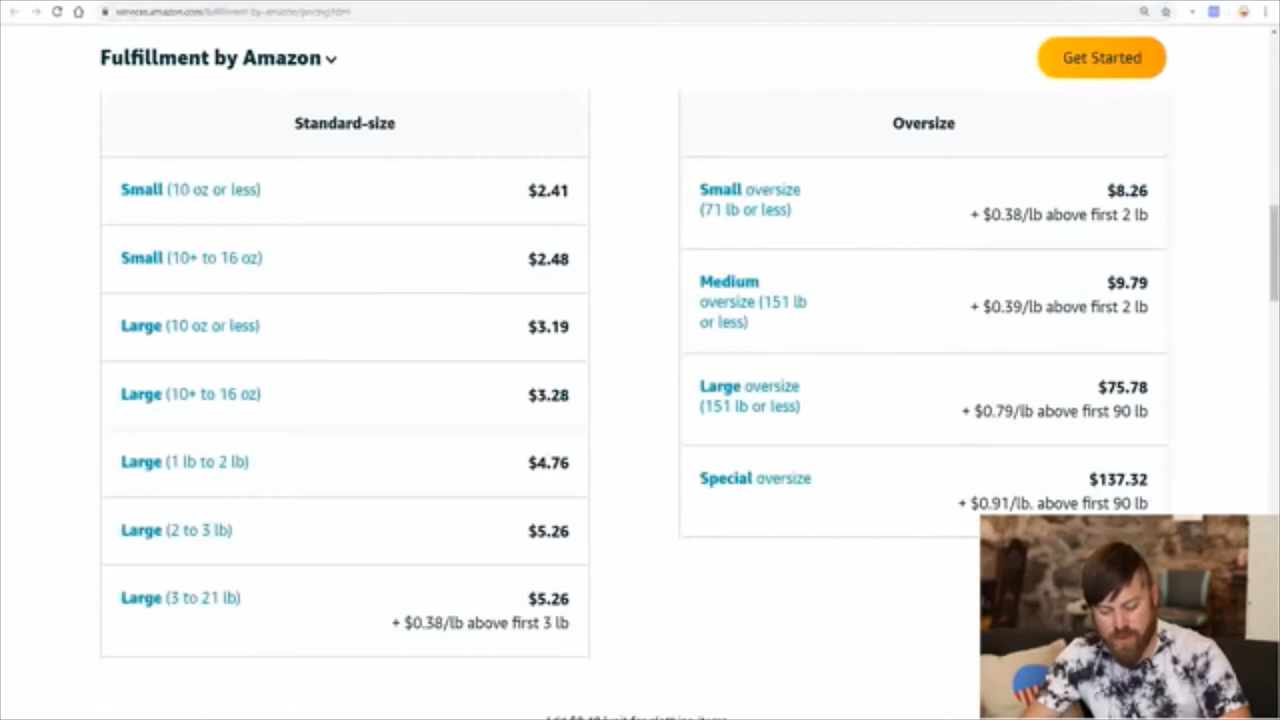 services.amazon.com/fulfillment-by-amazon/pricing.html
Fulfillment by Amazon
Get Started
Standard-size
Small (10 oz or less) $2.41
Small (10+ to 16 oz) $2.48
Large (10 oz or less) $3.19
Large (10+ to 16 oz) $3.28
Large (1 lb to 2 lb) $4.76
Large (2 to 3 lb) $5.26
Large (3 to 21 lb) $5.26
+ $0.38/lb above first 3 lb
Oversize
Small oversize $8.26
(71 lb or less) + $0.38/lb above first 2 lb
Medium $9.79
oversize (151 lb + $0.39/lb above first 2 lb
or less)
Large oversize $75.78
(151 lb or less) + $0.79/lb above first 90 lb
Special oversize $137.32
+ $0.91/lb. above first 90 lb